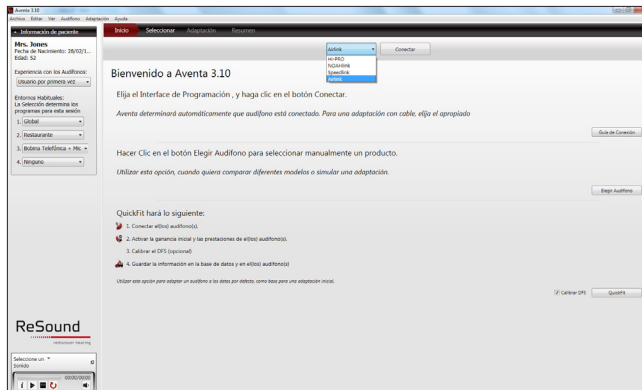 Aventa 3.10
Archivo Editar Ver Audífono Adaptación Ayuda
Información de paciente
Inicio Seleccionar Adaptación Resumen
Mrs. Jones
Fecha de Nacimiento: 28/02/1...
Edad: 52
Experiencia con los Audífonos:
Usuario por primera vez
Entornos Habituales:
La Selección determina los
programas para esta sesión
1. Global
2. Restaurante
3. Bobina Telefónica + Mic
4. Ninguno
Airlink
Conectar
HI-PRO
NOAHlink
Speedlink
Airlink
Bienvenido a Aventa 3.10
Elija el Interface de Programación , y haga clic en el botón Conectar.
Aventa determinará automáticamente que audífono está conectado. Para una adaptación con cable, elija el apropiado
Guía de Conexión
Hacer Clic en el botón Elegir Audífono para seleccionar manualmente un producto.
Utilizar esta opción, cuando quiera comparar diferentes modelos o simular una adaptación.
Elegir Audífono
QuickFit hará lo siguiente:
1. Conectar el(los) audífono(s).
2. Activar la ganancia inicial y las prestaciones de el(los) audífono(s).
3. Calibrar el DFS (opcional)
4. Guardar la información en la base de datos y en el(los) audífono(s)
Utilizar esta opción para adaptar un audífono a los datos por defecto, como base para una adaptación inicial.
Calibrar DFS
QuickFit
ReSound
rediscover hearing
Seleccione un
sonido
00:00/00:00